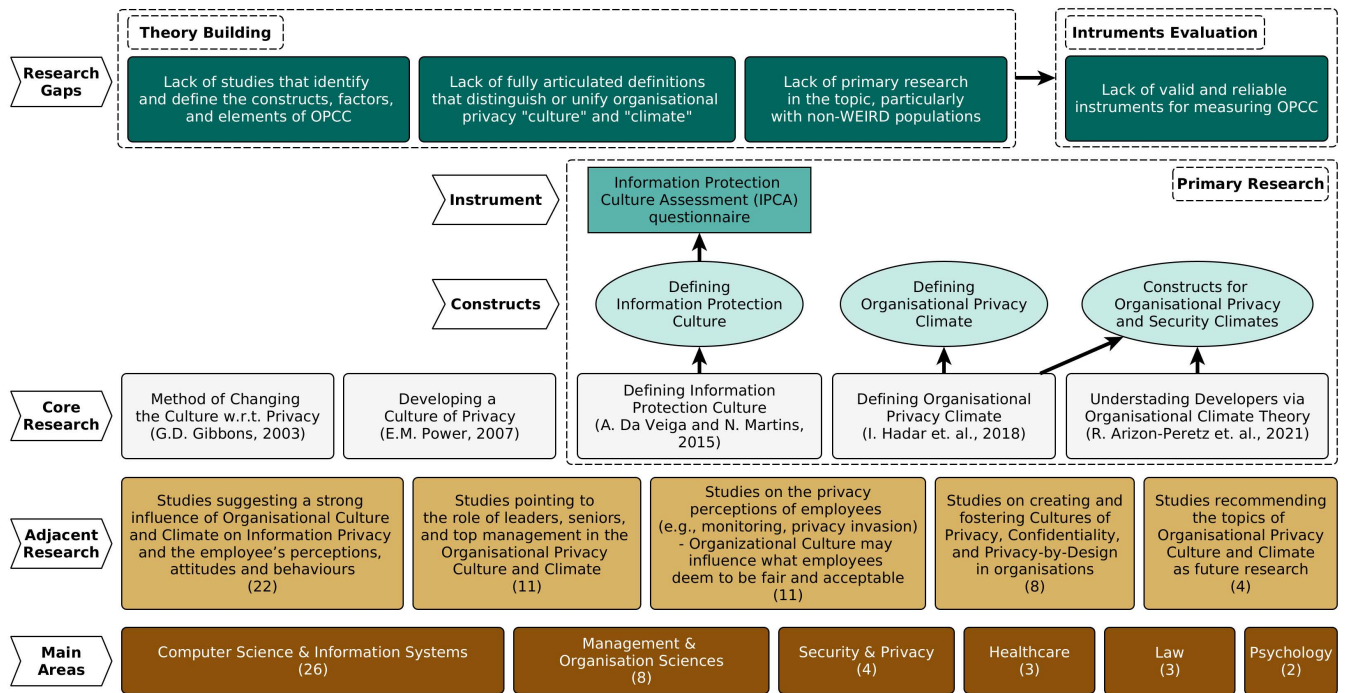 Theory Building
Intruments Evaluation
Research
Gaps
Lack of studies that identify
and define the constructs, factors,
and elements of OPCC
Lack of fully articulated definitions
that distinguish or unify organisational
privacy "culture" and "climate"
Lack of primary research
in the topic, particularly
with non-WEIRD populations
Lack of valid and reliable
instruments for measuring OPCC
Primary Research
Instrument
Information Protection
Culture Assessment (IPCA)
questionnaire
Constructs
Defining
Information Protection
Culture
Defining
Organisational Privacy
Climate
Constructs for
Organisational Privacy
and Security Climates
Core
Research
Method of Changing
the Culture w.r.t. Privacy
(G.D. Gibbons, 2003)
Developing a
Culture of Privacy
(E.M. Power, 2007)
Defining Information
Protection Culture
(A. Da Veiga and N. Martins,
2015)
Defining Organisational
Privacy Climate
(I. Hadar et. al., 2018)
Understading Developers via
Organisational Climate Theory
(R. Arizon-Peretz et. al., 2021)
Adjacent
Research
Studies suggesting a strong
influence of Organisational Culture
and Climate on Information Privacy
and the employee's perceptions,
attitudes and behaviours
(22)
Studies pointing to
the role of leaders, seniors,
and top management in the
Organisational Privacy
Culture and Climate
(11)
Studies on the privacy
perceptions of employees
(e.g., monitoring, privacy invasion)
- Organizational Culture may
influence what employees
deem to be fair and acceptable
(11)
Studies on creating and
fostering Cultures of
Privacy, Confidentiality,
and Privacy-by-Design
in organisations
(8)
Studies recommending
the topics of
Organisational Privacy
Culture and Climate
as future research
(4)
Main
Areas
Computer Science & Information Systems
(26)
Management &
Organisation Sciences
(8)
Security & Privacy
(4)
Healthcare
(3)
Law
(3)
Psychology
(2)